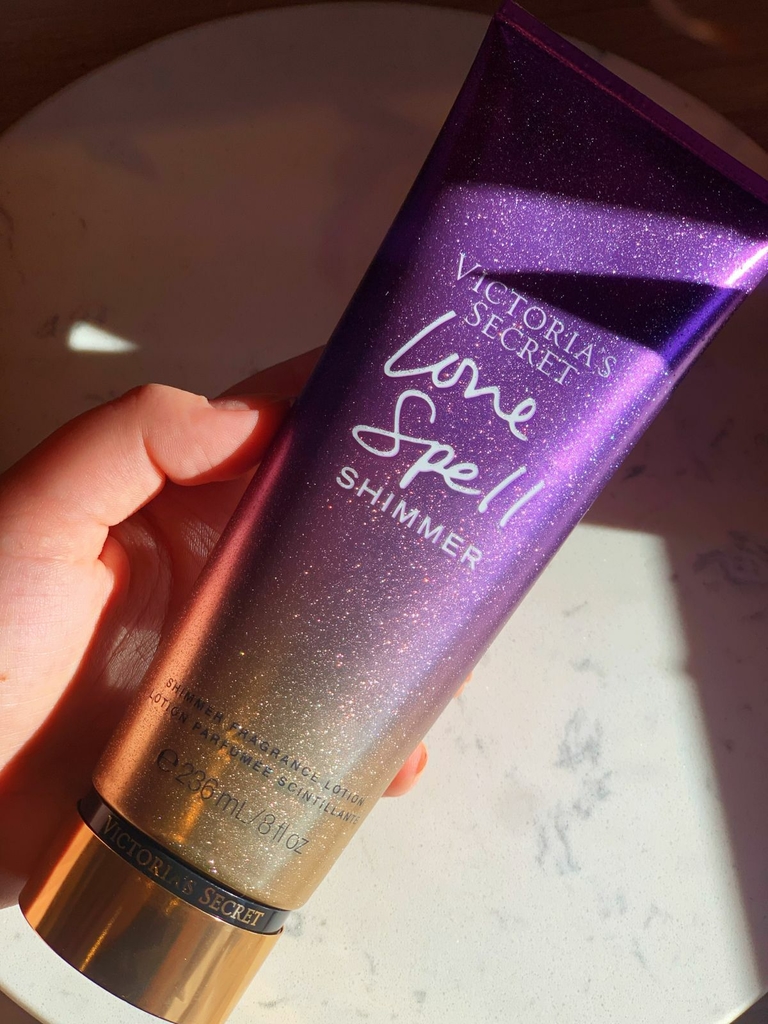 VICTORIA'S
SECRET
Love
Spell
SHIMMER
SHIMMER FRAGRANCE LOTION
LOTION PARFUMÉE SCINTILLANTE
℮ 236 mL/8 fl oz
VICTORIA'S SECRET